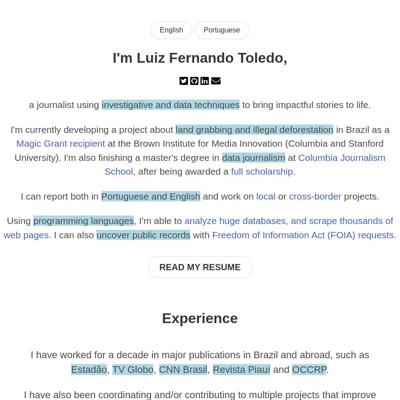 English Portuguese
I'm Luiz Fernando Toledo,
a journalist using investigative and data techniques to bring impactful stories to life.
I'm currently developing a project about land grabbing and illegal deforestation in Brazil as a
Magic Grant recipient at the Brown Institute for Media Innovation (Columbia and Stanford
University). I'm also finishing a master's degree in data journalism at Columbia Journalism
School, after being awarded a full scholarship.
I can report both in Portuguese and English and work on local or cross-border projects.
Using programming languages, I'm able to analyze huge databases, and scrape thousands of
web pages. I can also uncover public records with Freedom of Information Act (FOIA) requests.
READ MY RESUME
Experience
I have worked for a decade in major publications in Brazil and abroad, such as
Estadão, TV Globo, CNN Brasil, Revista Piauí and OCCRP.
I have also been coordinating and/or contributing to multiple projects that improve